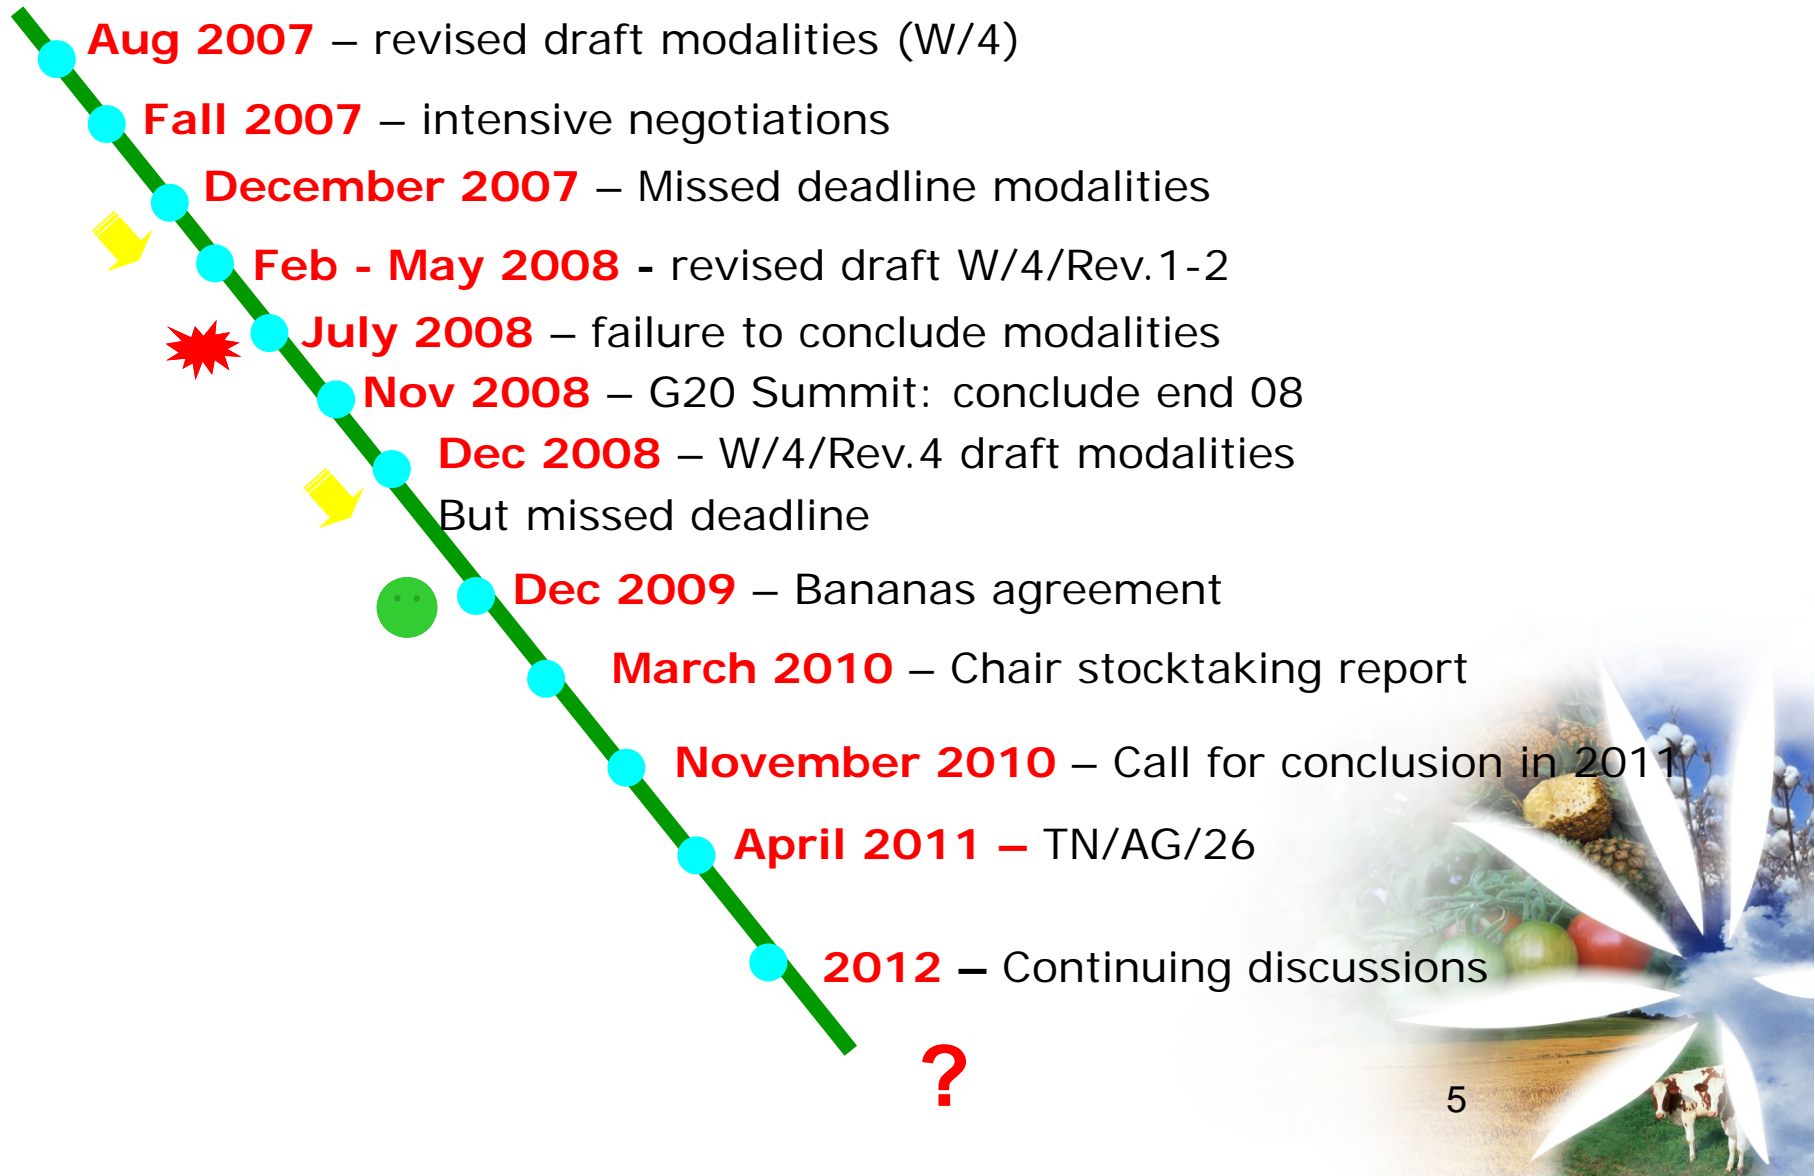 Aug 2007 – revised draft modalities (W/4)
Fall 2007 – intensive negotiations
December 2007 – Missed deadline modalities
Feb - May 2008 - revised draft W/4/Rev.1-2
July 2008 – failure to conclude modalities
Nov 2008 – G20 Summit: conclude end 08
Dec 2008 – W/4/Rev.4 draft modalities
But missed deadline
Dec 2009 – Bananas agreement
March 2010 – Chair stocktaking report
November 2010 – Call for conclusion in 2011
April 2011 – TN/AG/26
2012 – Continuing discussions
?
5